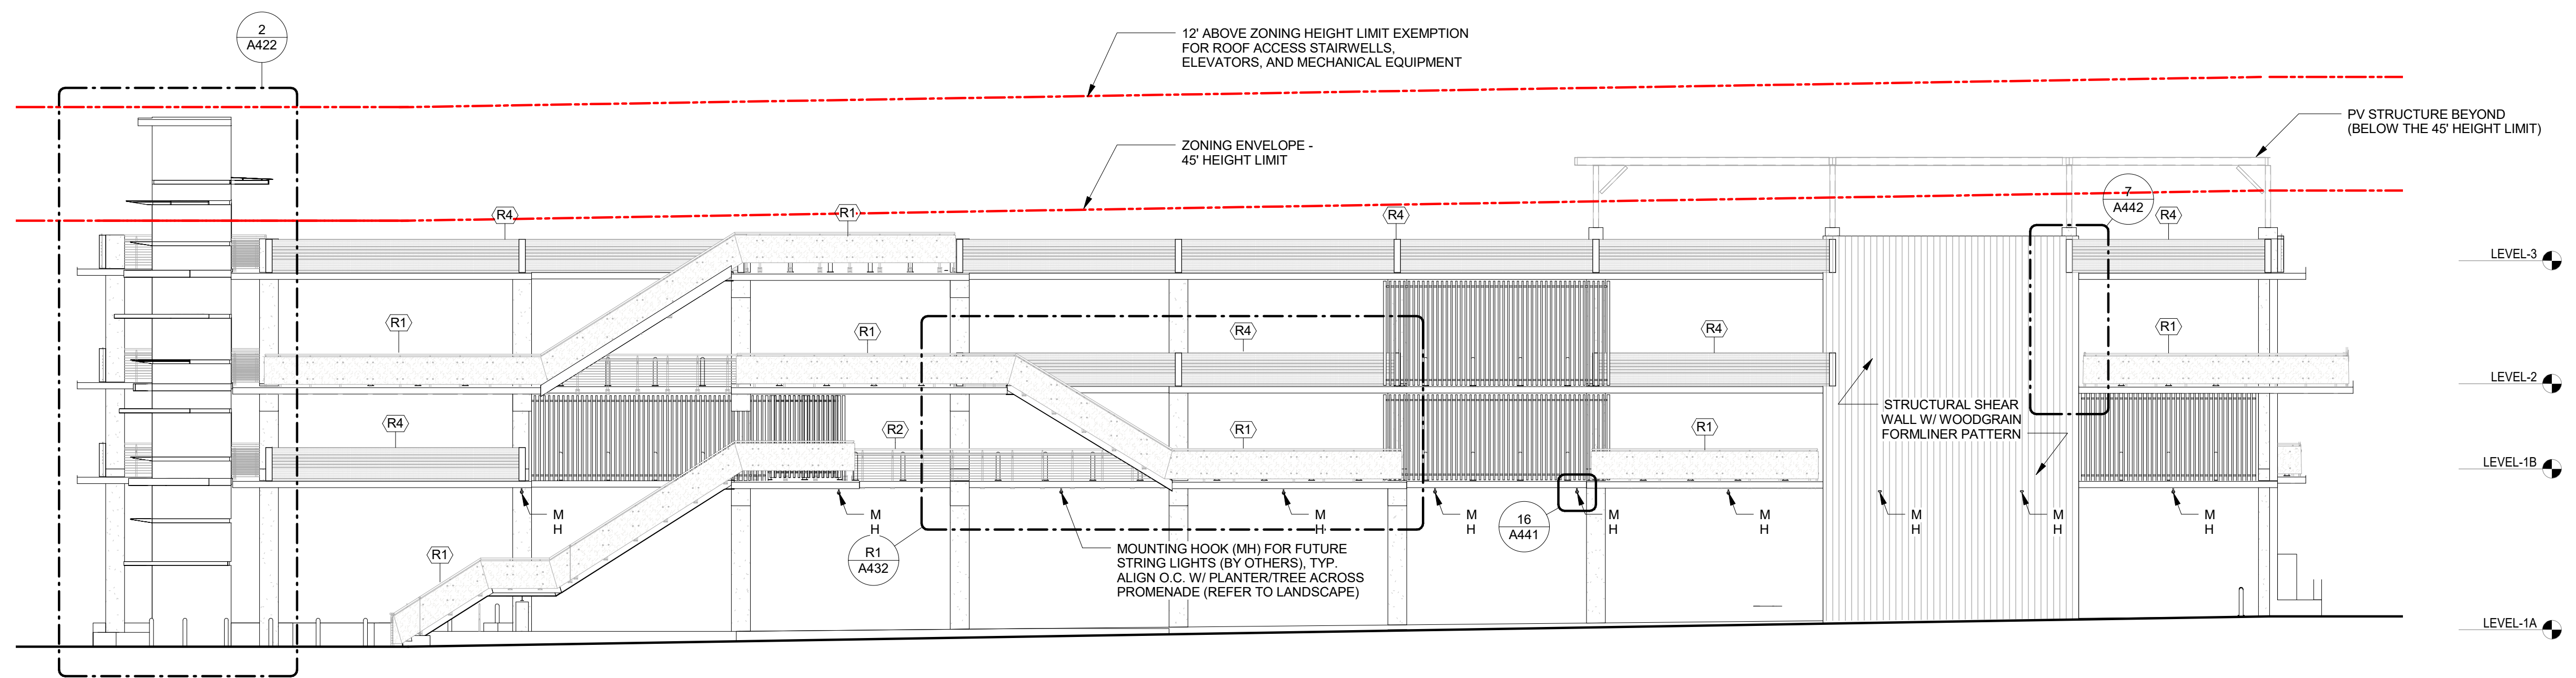 2
A422
12' ABOVE ZONING HEIGHT LIMIT EXEMPTION
FOR ROOF ACCESS STAIRWELLS,
ELEVATORS, AND MECHANICAL EQUIPMENT
PV STRUCTURE BEYOND
(BELOW THE 45' HEIGHT LIMIT)
ZONING ENVELOPE -
45' HEIGHT LIMIT
7
A442
R4
R1
R4
R4
LEVEL-3
R1
R1
R4
R4
R1
LEVEL-2
STRUCTURAL SHEAR
WALL W/ WOODGRAIN
FORMLINER PATTERN
R4
R2
R1
R1
LEVEL-1B
M
H
M
H
M
H
M
H
M
H
M
H
M
H
M
H
M
H
16
A441
R1
R1
A432
MOUNTING HOOK (MH) FOR FUTURE
STRING LIGHTS (BY OTHERS), TYP.
ALIGN O.C. W/ PLANTER/TREE ACROSS
PROMENADE (REFER TO LANDSCAPE)
LEVEL-1A